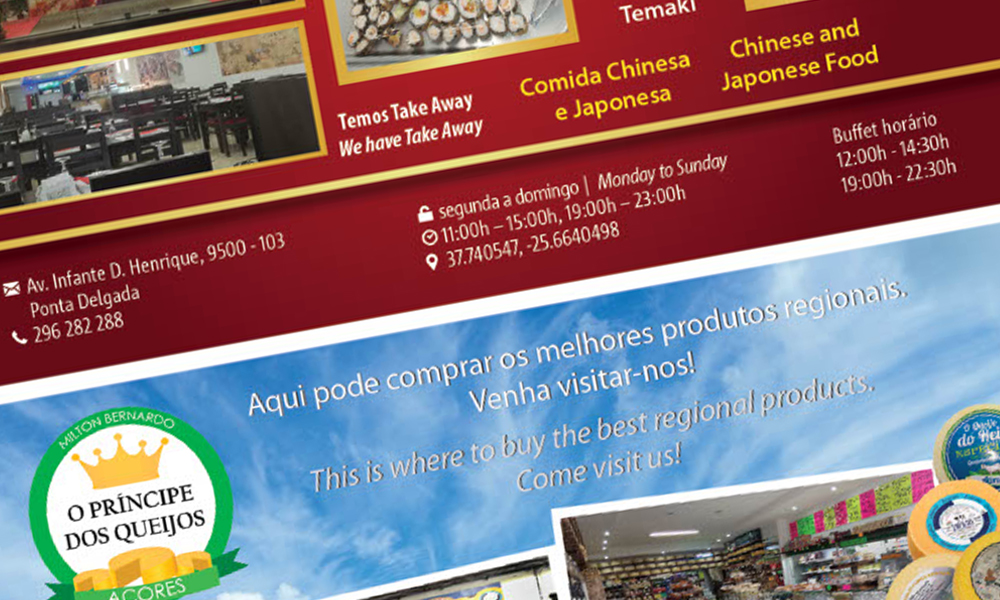 Temaki
Comida Chinesa
e Japonesa
Chinese and
Japonese Food
Temos Take Away
We have Take Away
Av. Infante D. Henrique, 9500 - 103
Ponta Delgada
296 282 288
segunda a domingo | Monday to Sunday
11:00h – 15:00h, 19:00h – 23:00h
37.740547, -25.6640498
Buffet horário
12:00h - 14:30h
19:00h - 22:30h
Aqui pode comprar os melhores produtos regionais.
Venha visitar-nos!
This is where to buy the best regional products.
Come visit us!
MILTON BERNARDO
O PRÍNCIPE
DOS QUEIJOS
AÇORES